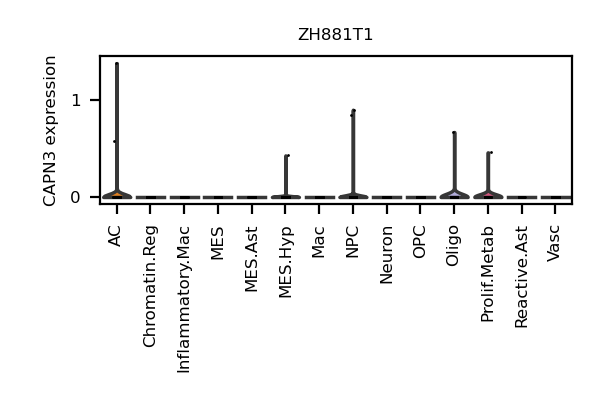 ZH881T1
CAPN3 expression
1
0
AC
Chromatin.Reg
Inflammatory.Mac
MES
MES.Ast
MES.Hyp
Mac
NPC
Neuron
OPC
Oligo
Prolif.Metab
Reactive.Ast
Vasc